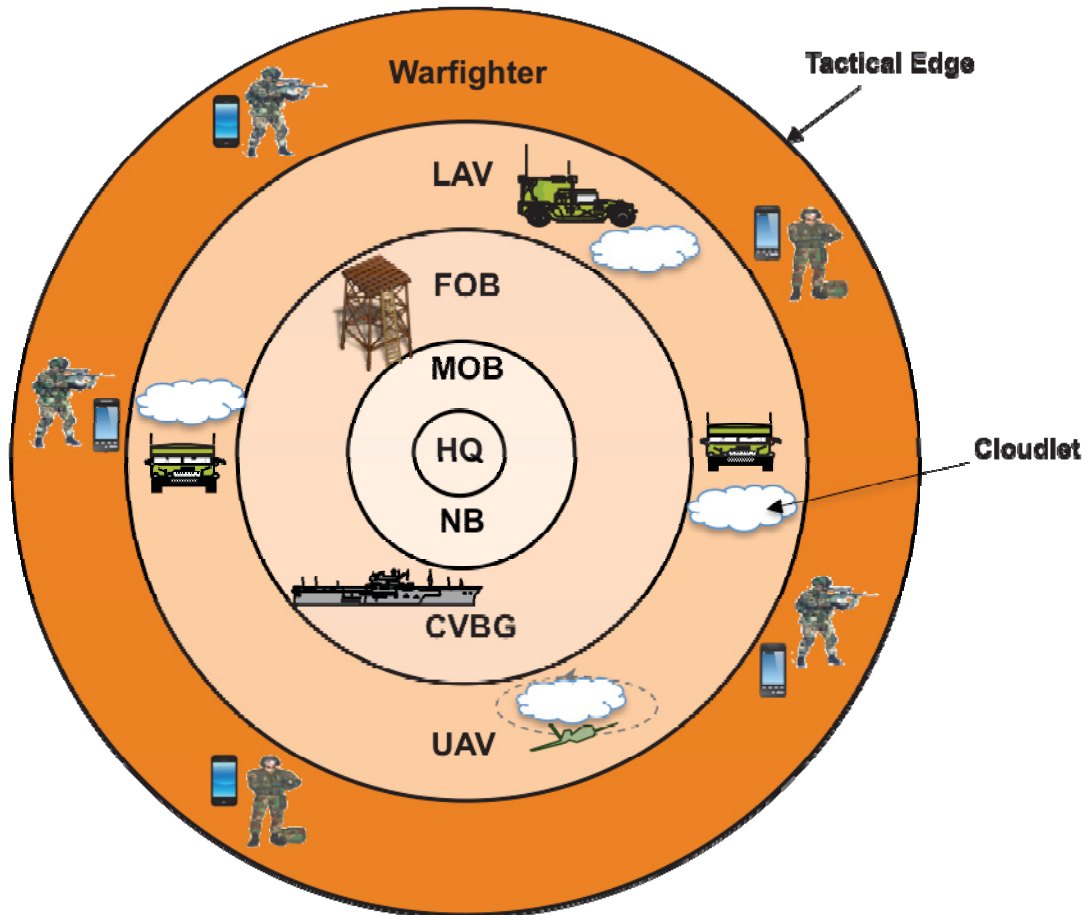 Warfighter
Tactical Edge
LAV
FOB
MOB
HQ
Cloudlet
NB
CVBG
UAV